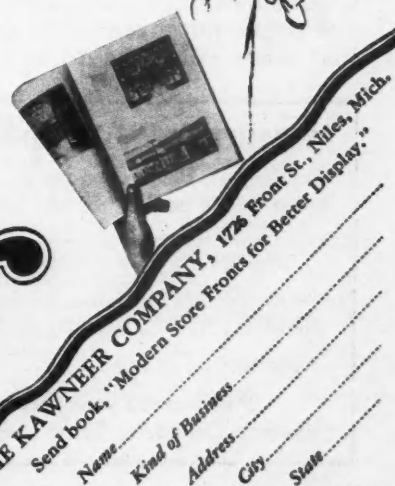 THE KAWNEER COMPANY, 1726 Front St., Niles, Mich.
Send book, "Modern Store Fronts for Better Display."
Name
Kind of Business
Address
City
State